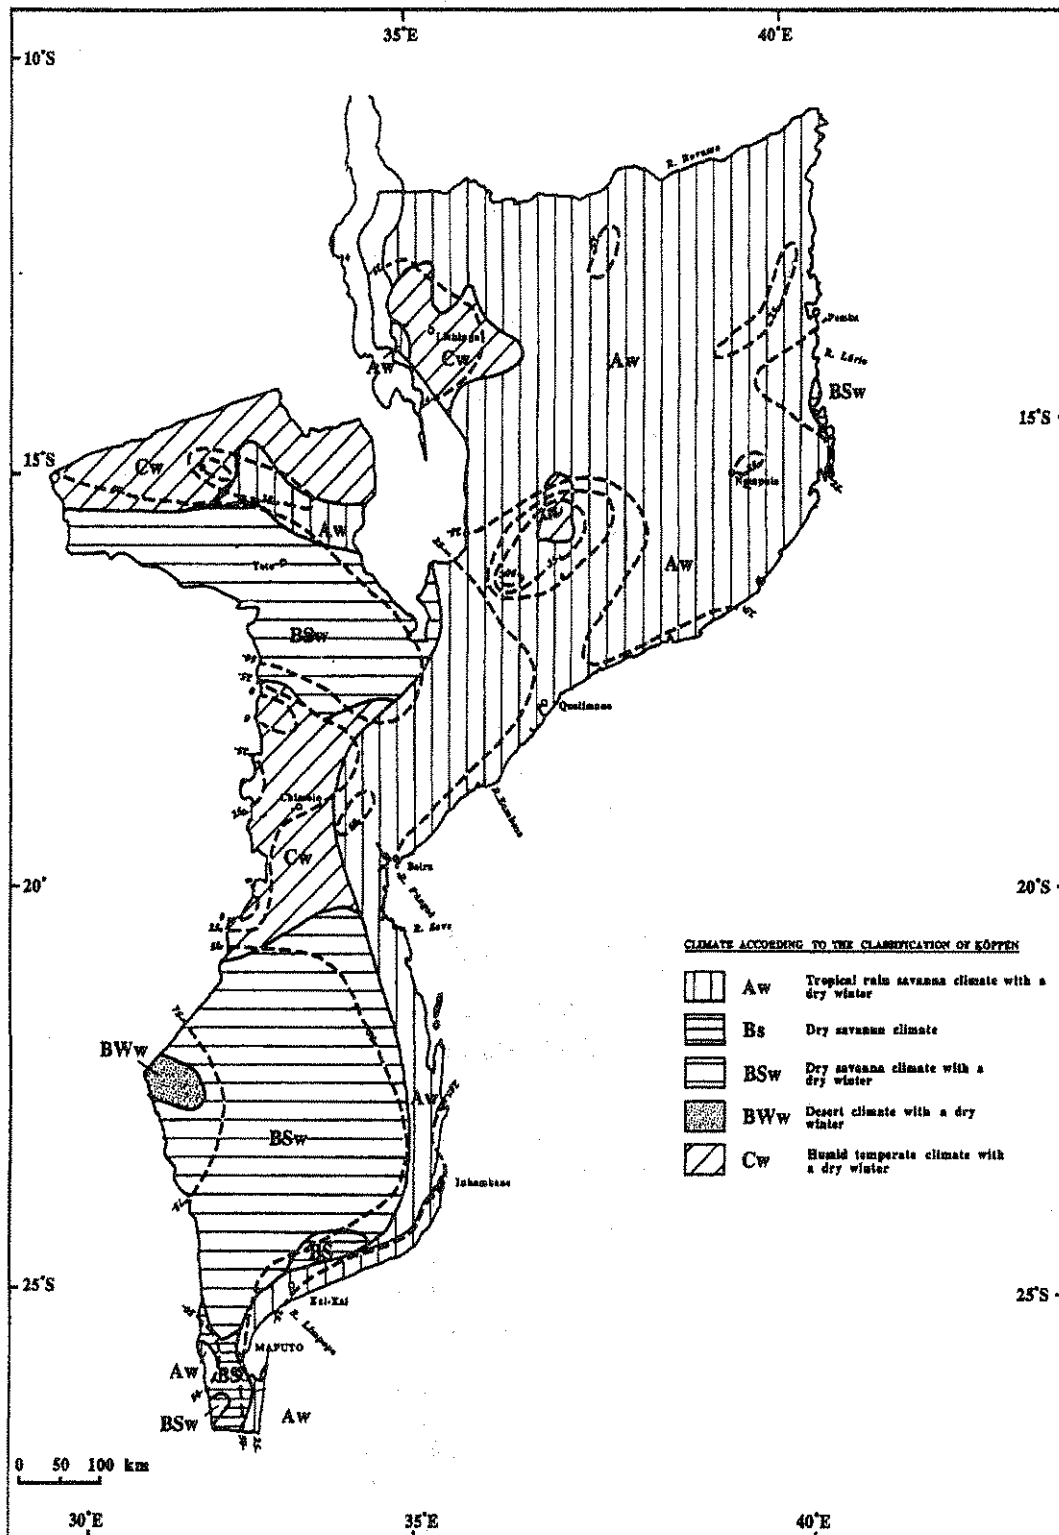 35°E 40°E
10°S
R. Rovuma
Pemba
Lichinga
R. Lúrio
Aw
Cw
Aw
BSw
15°S
15°S
Cw
Nampula
Aw
Tete
Aw
BSw
Quelimane
R. Zambeze
Chimoio
Cw
Beira
R. Púngoé
20°
20°S
R. Save
CLIMATE ACCORDING TO THE CLASSIFICATION OF KÖPPEN
Aw Tropical rain savanna climate with a
dry winter
Bs Dry savanna climate
BSw Dry savanna climate with a
dry winter
BWw Desert climate with a dry
winter
Cw Humid temperate climate with
a dry winter
BWw
Aw
BSw
Inhambane
BS
25°S
25°S
Xai-Xai
R. Limpopo
MAPUTO
Aw
BS
BSw
Aw
0 50 100 km
30°E 35°E 40°E